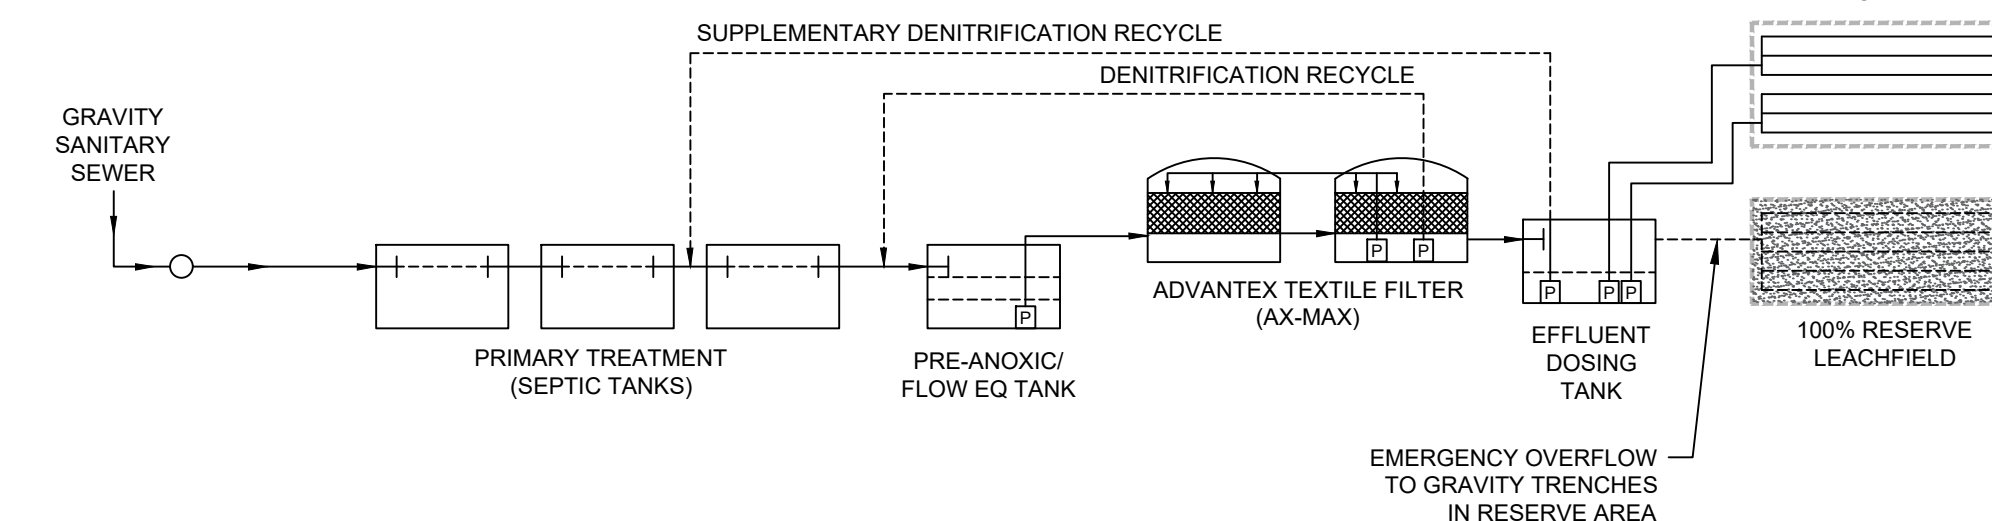 SUPPLEMENTARY DENITRIFICATION RECYCLE
DENITRIFICATION RECYCLE
GRAVITY
SANITARY
SEWER
PRIMARY TREATMENT
(SEPTIC TANKS)
P
PRE-ANOXIC/
FLOW EQ TANK
P
P
ADVANTEX TEXTILE FILTER
(AX-MAX)
P
P
P
EFFLUENT
DOSING
TANK
100% RESERVE
LEACHFIELD
EMERGENCY OVERFLOW
TO GRAVITY TRENCHES
IN RESERVE AREA